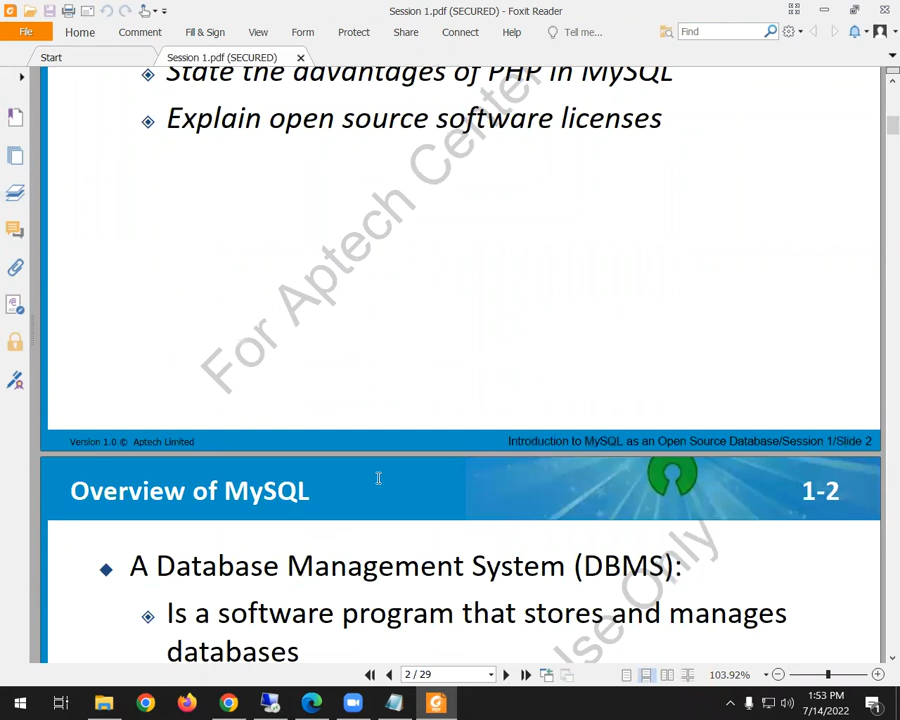 Session 1.pdf (SECURED) - Foxit Reader
File
Home
Comment
Fill & Sign
View
Form
Protect
Share
Connect
Help
Tell me...
Find
Start
Session 1.pdf (SECURED)
State the advantages of PHP in MySQL
Explain open source software licenses
For Aptech Center
Version 1.0 © Aptech Limited
Introduction to MySQL as an Open Source Database/Session 1/Slide 2
Overview of MySQL
1-2
A Database Management System (DBMS):
Is a software program that stores and manages
databases
Use Only
2 / 29
103.92%
1:53 PM
7/14/2022
1